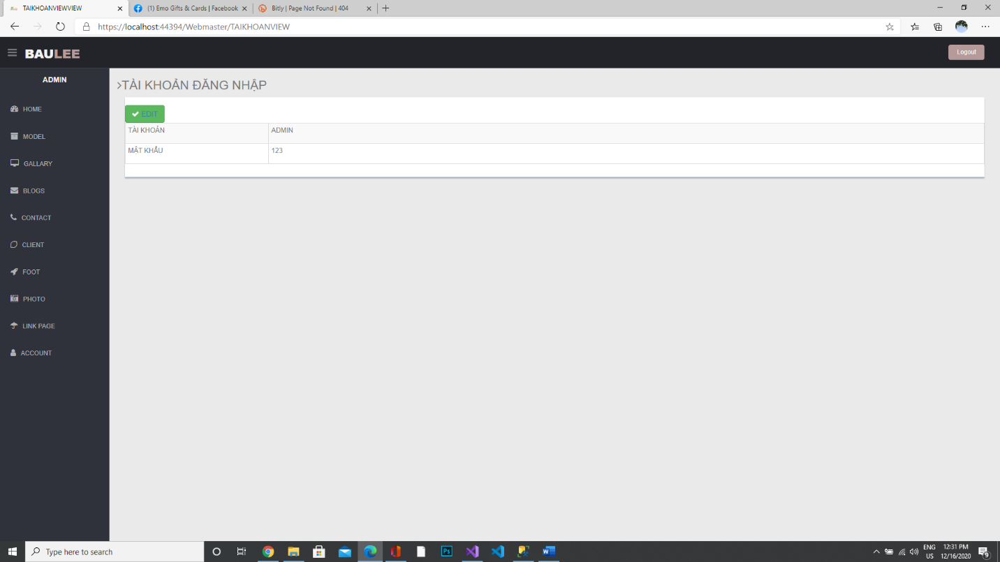 TAIKHOANVIEWVIEW
(1) Emo Gifts & Cards | Facebook
Bitly | Page Not Found | 404
https://localhost:44394/Webmaster/TAIKHOANVIEW
BAULEE
Logout
ADMIN
HOME
MODEL
GALLARY
BLOGS
CONTACT
CLIENT
FOOT
PHOTO
LINK PAGE
ACCOUNT
>TÀI KHOẢN ĐĂNG NHẬP
EDIT
TÀI KHOẢN ADMIN
MẬT KHẨU 123
Type here to search
Ps
ENG
US
12:31 PM
12/16/2020
9